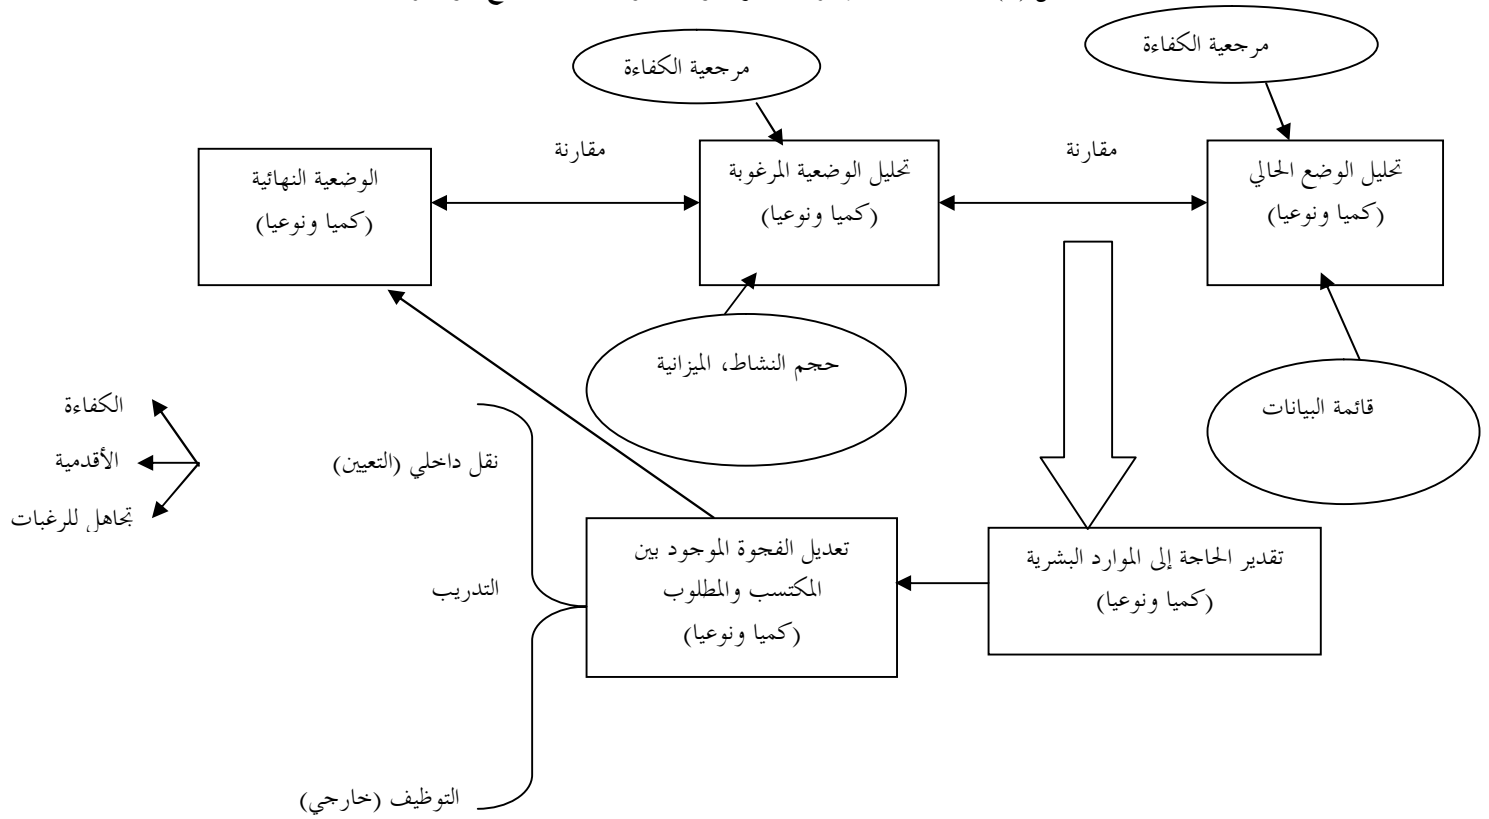 مرجعية الكفاءة
مرجعية الكفاءة
مقارنة
مقارنة
تحليل الوضع الحالي
(كميا ونوعيا)
تحليل الوضعية المرغوبة
(كميا ونوعيا)
الوضعية النهائية
(كميا ونوعيا)
حجم النشاط، الميزانية
قائمة البيانات
الكفاءة
الأقدمية
تجاهل للرغبات
نقل داخلي (التعيين)
التدريب
التوظيف (خارجي)
تعديل الفجوة الموجود بين
المكتسب والمطلوب
(كميا ونوعيا)
تقدير الحاجة إلى الموارد البشرية
(كميا ونوعيا)